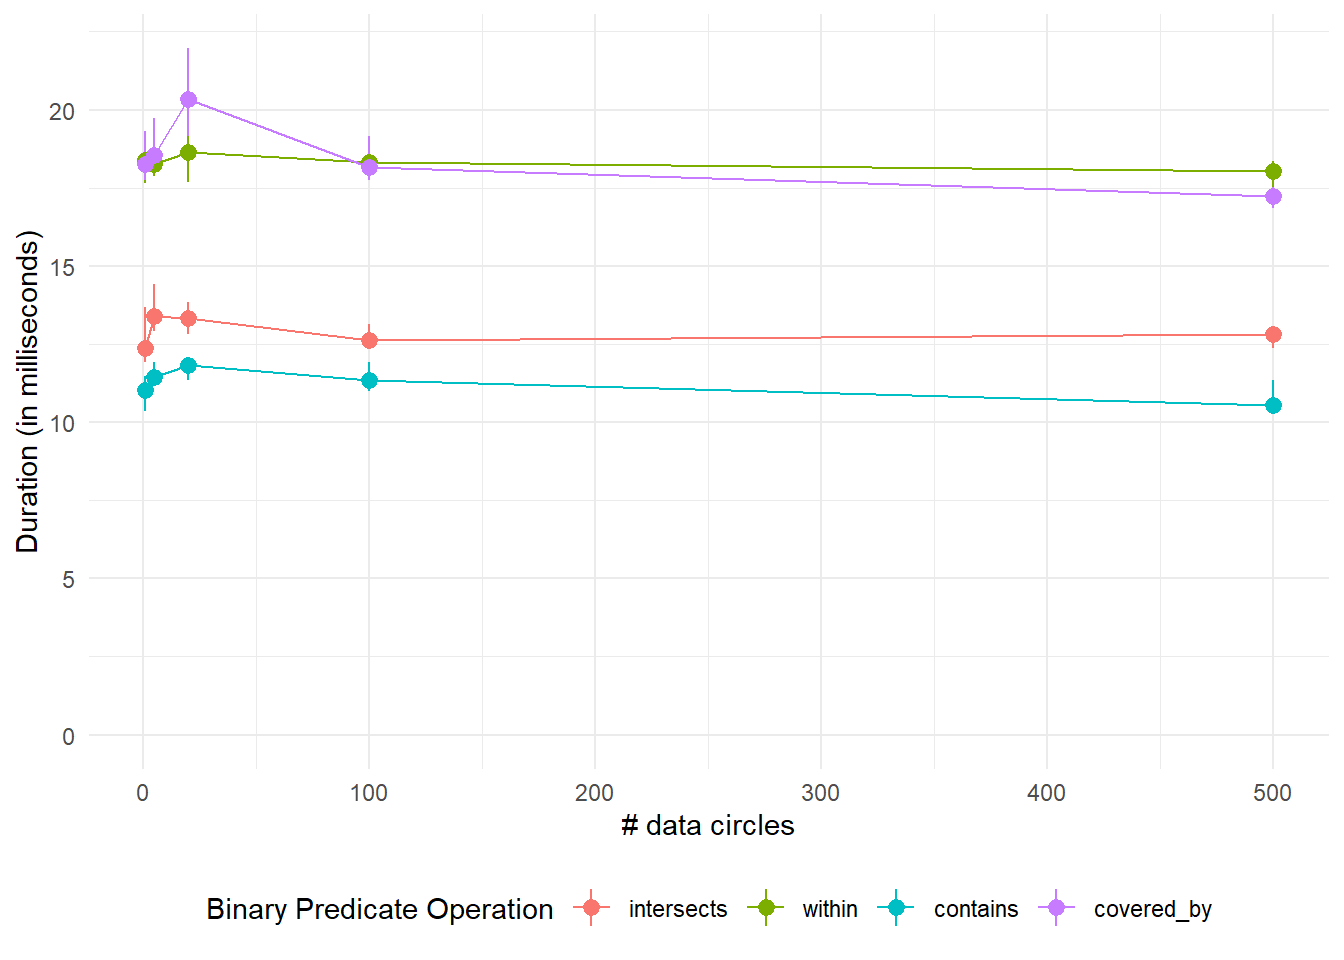 20
15
10
5
0
Duration (in milliseconds)
0 100 200 300 400 500
# data circles
Binary Predicate Operation intersects within contains covered_by